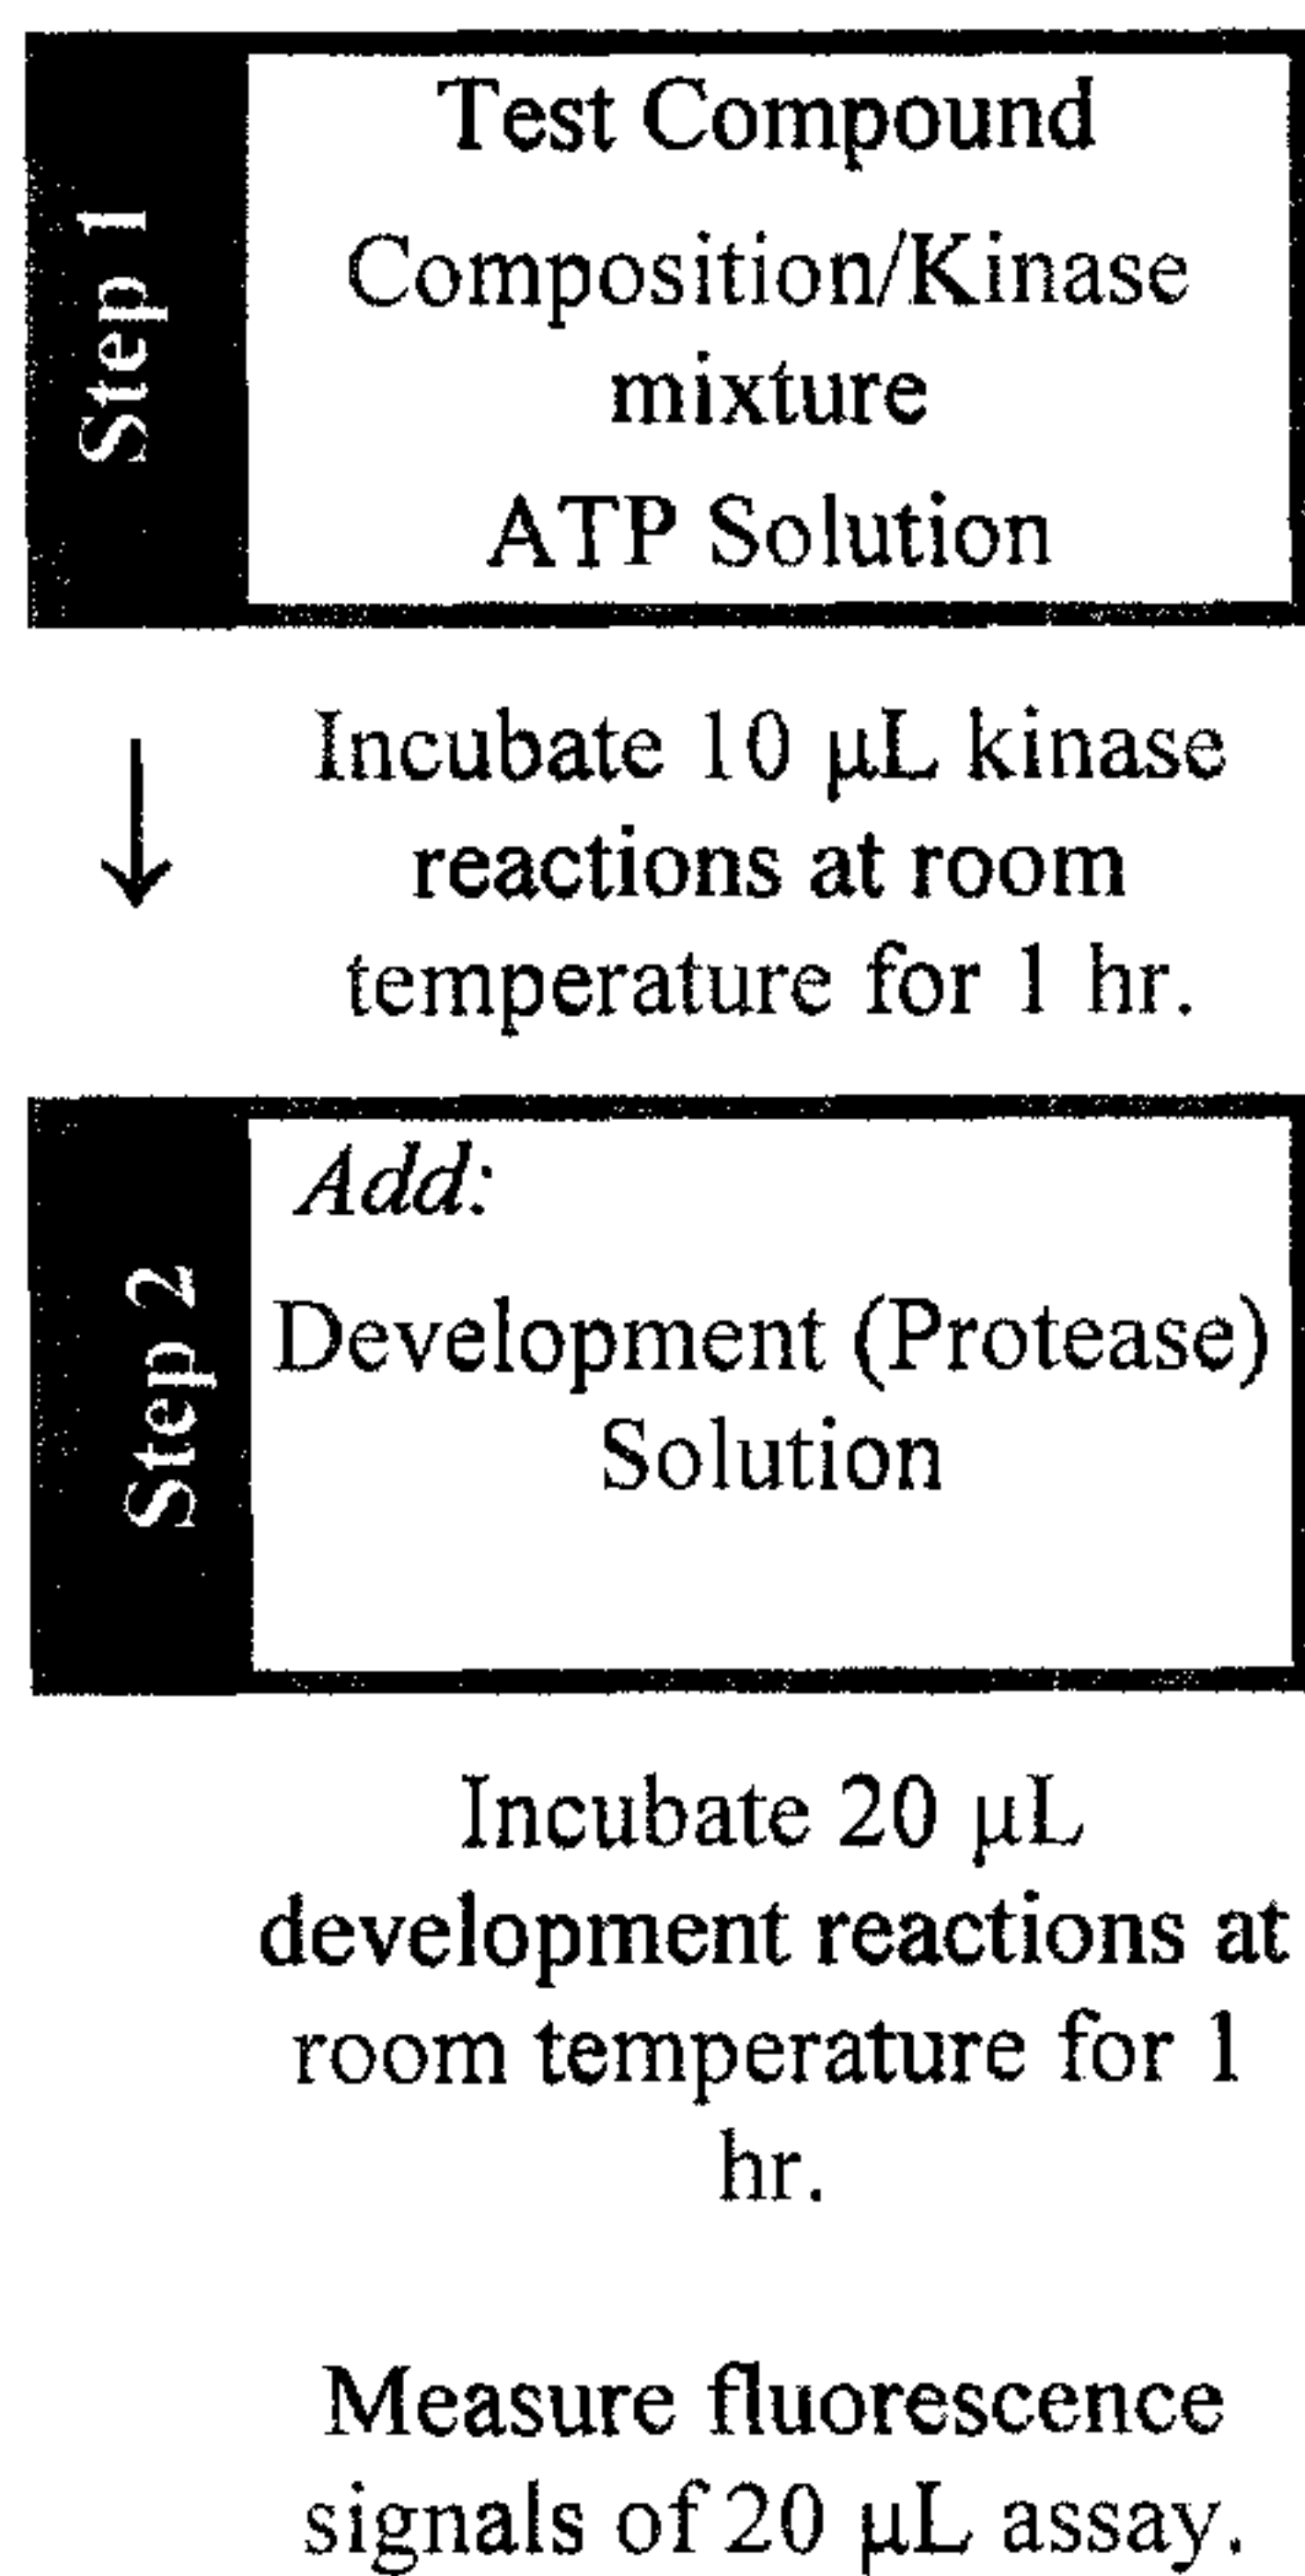 Step 1
Test Compound
Composition/Kinase
mixture
ATP Solution
Incubate 10 µL kinase
reactions at room
temperature for 1 hr.
Step 2
Add:
Development (Protease)
Solution
Incubate 20 µL
development reactions at
room temperature for 1
hr.
Measure fluorescence
signals of 20 µL assay.